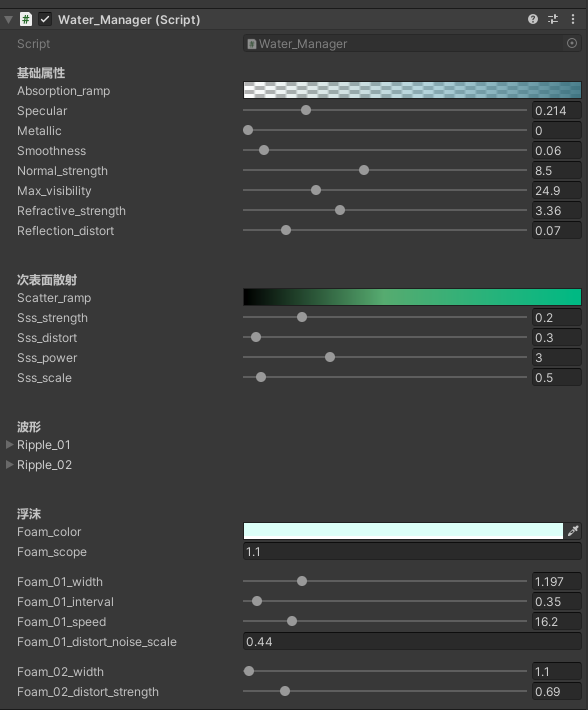 Water_Manager (Script)
Script Water_Manager
基础属性
Absorption_ramp
Specular 0.214
Metallic 0
Smoothness 0.06
Normal_strength 8.5
Max_visibility 24.9
Refractive_strength 3.36
Reflection_distort 0.07
次表面散射
Scatter_ramp
Sss_strength 0.2
Sss_distort 0.3
Sss_power 3
Sss_scale 0.5
波形
Ripple_01
Ripple_02
浮沫
Foam_color
Foam_scope 1.1
Foam_01_width 1.197
Foam_01_interval 0.35
Foam_01_speed 16.2
Foam_01_distort_noise_scale 0.44
Foam_02_width 1.1
Foam_02_distort_strength 0.69